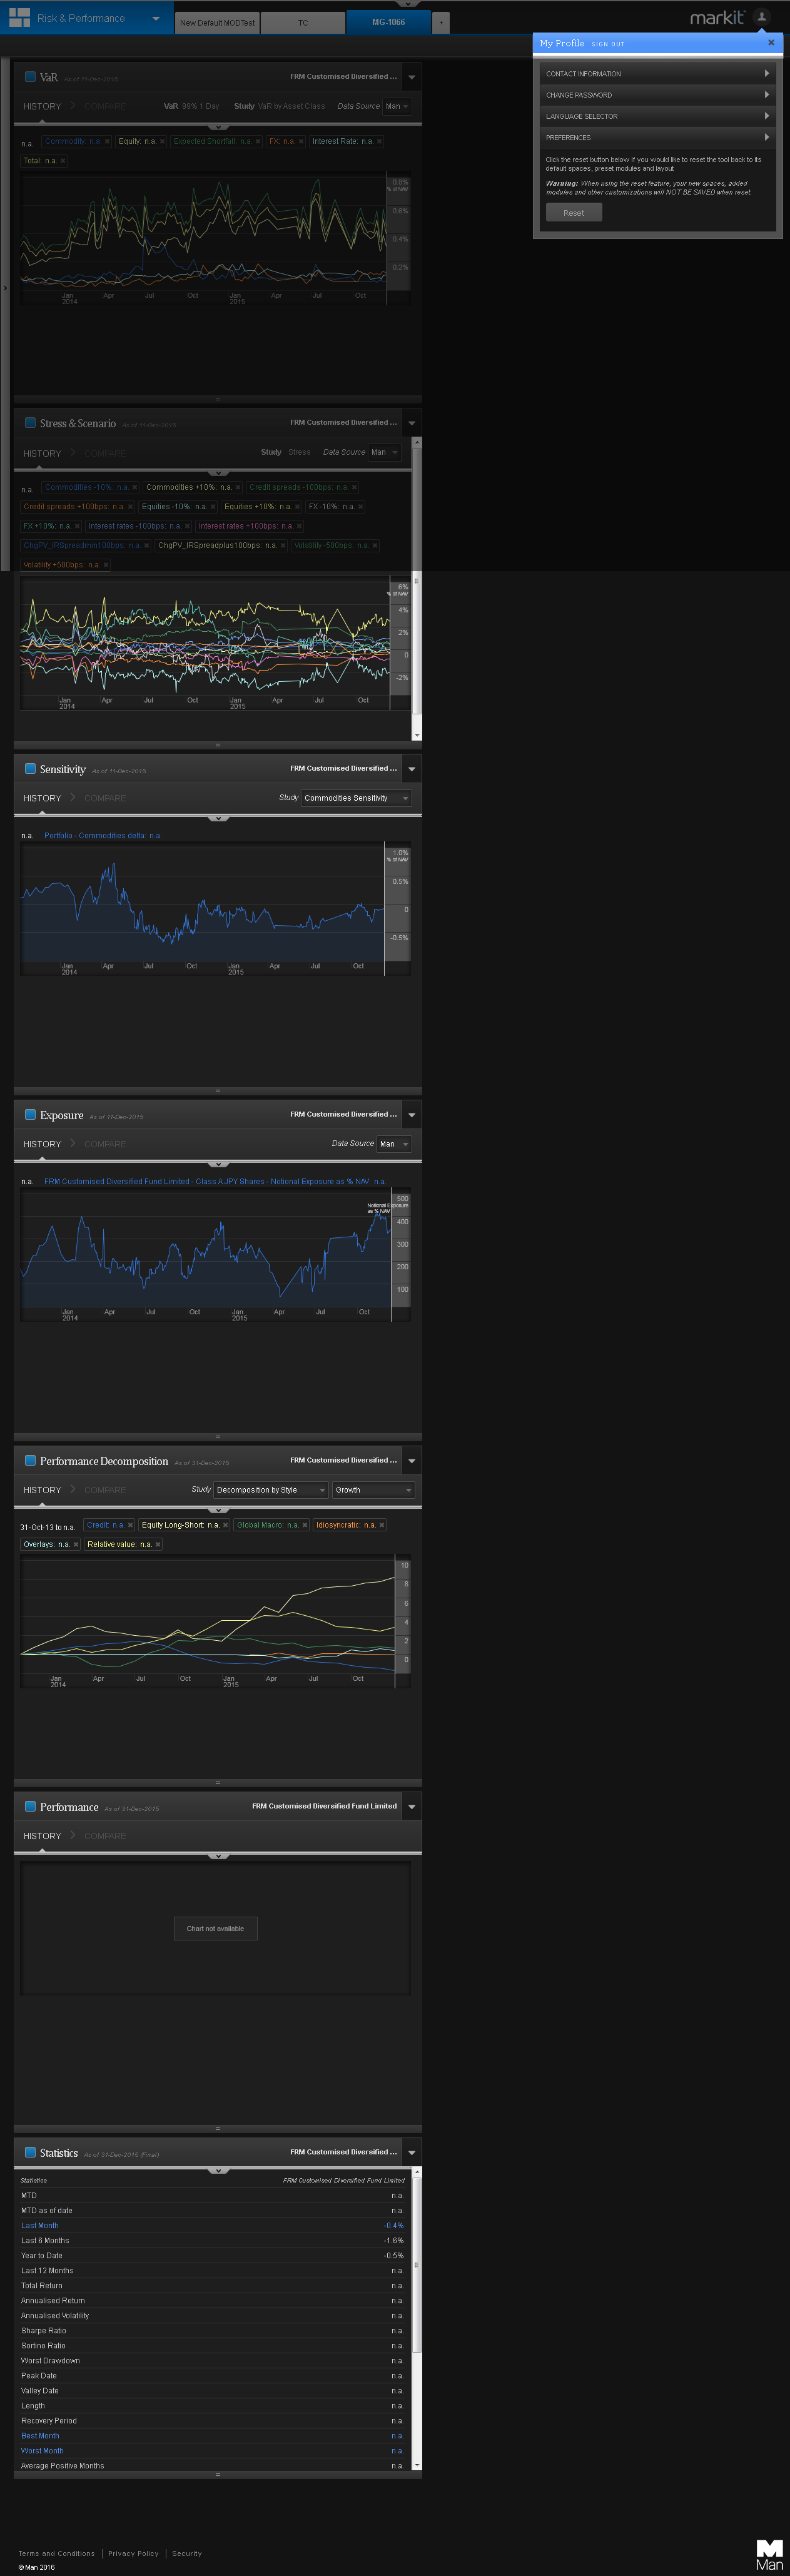 Risk & Performance
New Default MODTest
TC
MG-1066
+
markit
My Profile SIGN OUT
CONTACT INFORMATION
CHANGE PASSWORD
LANGUAGE SELECTOR
PREFERENCES
Click the reset button below if you would like to reset the tool back to its
default spaces, preset modules and layout
Warning: When using the reset feature, your new spaces, added
modules and other customizations will NOT BE SAVED when reset.
Reset
VaR As of 11-Dec-2015 FRM Customised Diversified ...
HISTORY COMPARE VaR 99% 1 Day Study VaR by Asset Class Data Source Man
n.a. Commodity: n.a. Equity: n.a. Expected Shortfall: n.a. FX: n.a. Interest Rate: n.a.
Total: n.a.
0.8%
% of NAV
0.6%
0.4%
0.2%
Jan Apr Jul Oct Jan Apr Jul Oct
2014 2015
Stress & Scenario As of 11-Dec-2015 FRM Customised Diversified ...
HISTORY COMPARE Study Stress Data Source Man
n.a. Commodities -10%: n.a. Commodities +10%: n.a. Credit spreads -100bps: n.a.
Credit spreads +100bps: n.a. Equities -10%: n.a. Equities +10%: n.a. FX -10%: n.a.
FX +10%: n.a. Interest rates -100bps: n.a. Interest rates +100bps: n.a.
ChgPV_IRSpreadmin100bps: n.a. ChgPV_IRSpreadplus100bps: n.a. Volatility -500bps: n.a.
Volatility +500bps: n.a.
6%
% of NAV
4%
2%
0
-2%
Jan Apr Jul Oct Jan Apr Jul Oct
2014 2015
Sensitivity As of 11-Dec-2015 FRM Customised Diversified ...
HISTORY COMPARE Study Commodities Sensitivity
n.a. Portfolio - Commodities delta: n.a.
1.0%
% of NAV
0.5%
0
-0.5%
Jan Apr Jul Oct Jan Apr Jul Oct
2014 2015
Exposure As of 11-Dec-2015 FRM Customised Diversified ...
HISTORY COMPARE Data Source Man
n.a. FRM Customised Diversified Fund Limited - Class A JPY Shares - Notional Exposure as % NAV: n.a.
500
Notional Exposure
as % NAV
400
300
200
100
Jan Apr Jul Oct Jan Apr Jul Oct
2014 2015
Performance Decomposition As of 31-Dec-2015 FRM Customised Diversified ...
HISTORY COMPARE Study Decomposition by Style Growth
31-Oct-13 to n.a. Credit: n.a. Equity Long-Short: n.a. Global Macro: n.a. Idiosyncratic: n.a.
Overlays: n.a. Relative value: n.a.
10
8
6
4
2
0
Jan Apr Jul Oct Jan Apr Jul Oct
2014 2015
Performance As of 31-Dec-2015 FRM Customised Diversified Fund Limited
HISTORY COMPARE
Chart not available
Statistics As of 31-Dec-2015 (Final) FRM Customised Diversified ...
Statistics FRM Customised Diversified Fund Limited
MTD n.a.
MTD as of date n.a.
Last Month -0.4%
Last 6 Months -1.6%
Year to Date -0.5%
Last 12 Months n.a.
Total Return n.a.
Annualised Return n.a.
Annualised Volatility n.a.
Sharpe Ratio n.a.
Sortino Ratio n.a.
Worst Drawdown n.a.
Peak Date n.a.
Valley Date n.a.
Length n.a.
Recovery Period n.a.
Best Month n.a.
Worst Month n.a.
Average Positive Months n.a.
Terms and Conditions Privacy Policy Security
© Man 2016
Man